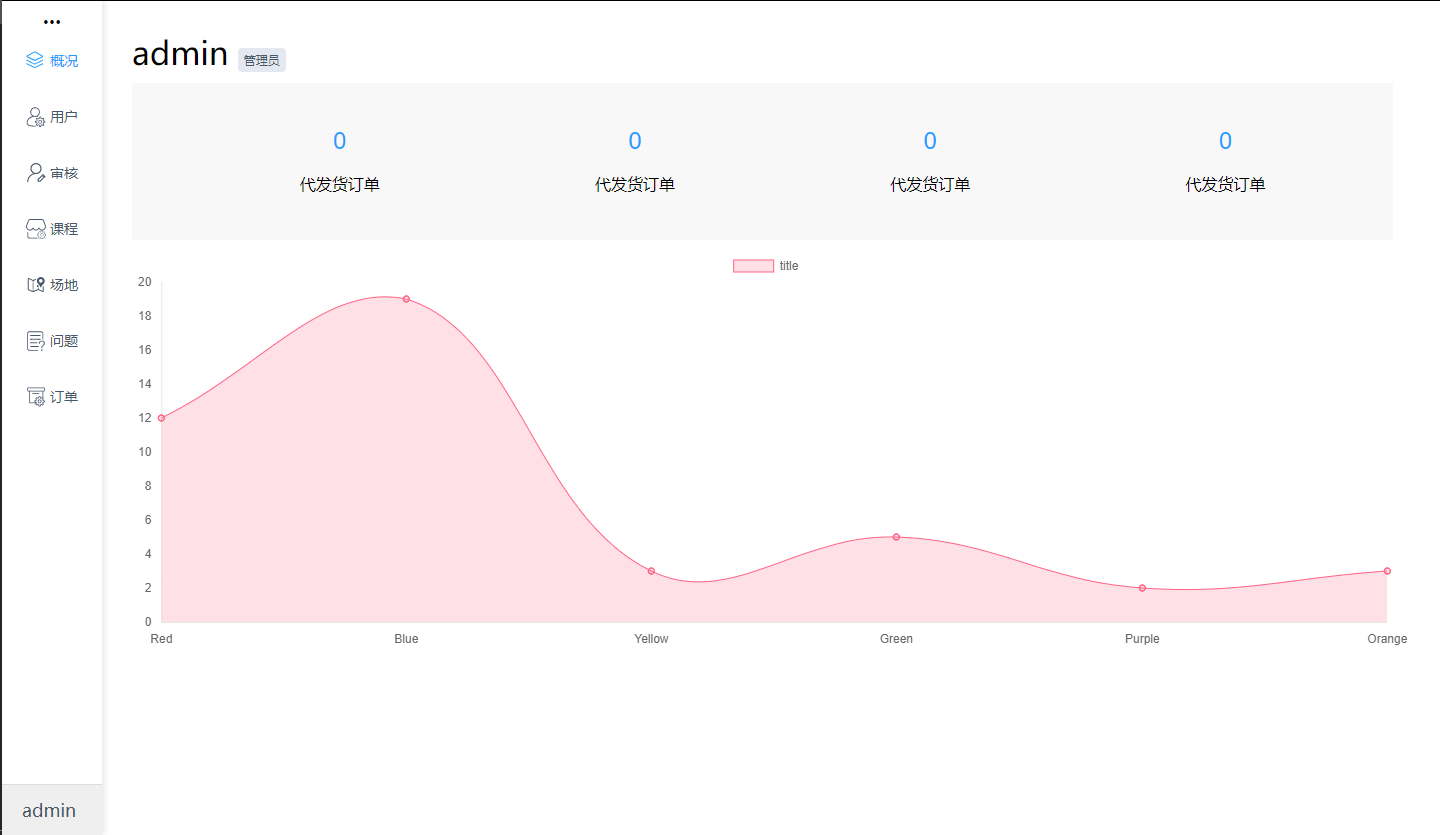 •••
概况
用户
审核
课程
场地
问题
订单
admin
admin 管理员
0 0 0 0
代发货订单 代发货订单 代发货订单 代发货订单
title
20
18
16
14
12
10
8
6
4
2
0
Red Blue Yellow Green Purple Orange